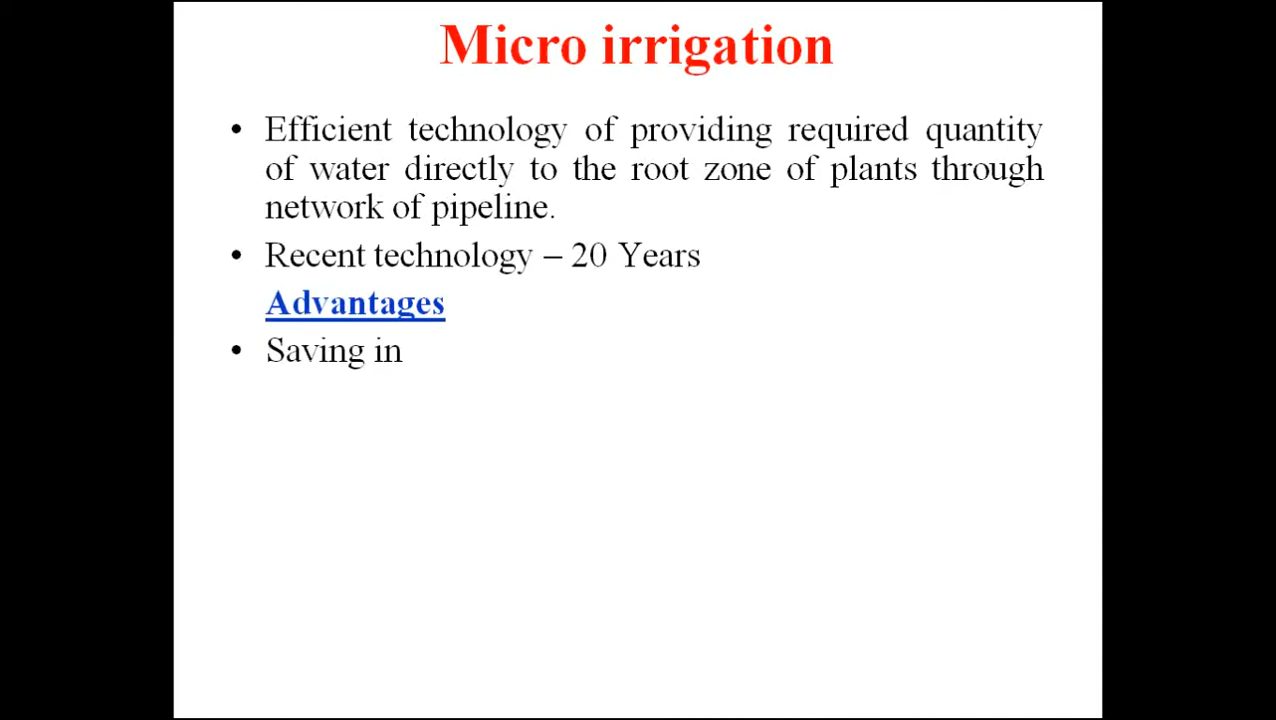 Micro irrigation
• Efficient technology of providing required quantity
of water directly to the root zone of plants through
network of pipeline.
• Recent technology – 20 Years
Advantages
• Saving in